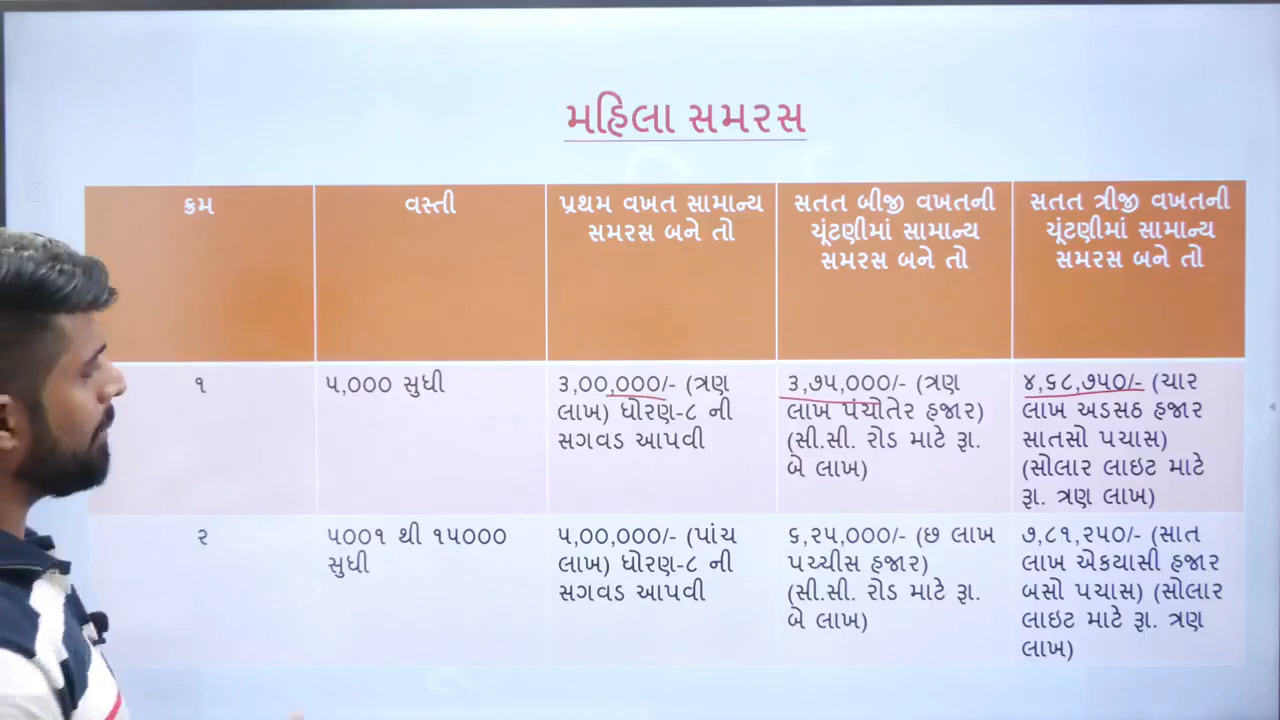 મહિલા સમરસ
ક્રમ
વસ્તી
પ્રથમ વખત સામાન્ય
સમરસ બને તો
સતત બીજી વખતની
ચૂંટણીમાં સામાન્ય
સમરસ બને તો
સતત ત્રીજી વખતની
ચૂંટણીમાં સામાન્ય
સમરસ બને તો
૧
૫,૦૦૦ સુધી
૩,૦૦,૦૦૦/- (ત્રણ
લાખ) ધોરણ-૮ ની
સગવડ આપવી
૩,૭૫,૦૦૦/- (ત્રણ
લાખ પંચોતેર હજાર)
(સી.સી. રોડ માટે રૂા.
બે લાખ)
૪,૬૮,૭૫૦/- (ચાર
લાખ અડસઠ હજાર
સાતસો પચાસ)
(સોલાર લાઇટ માટે
રૂા. ત્રણ લાખ)
૨
૫૦૦૧ થી ૧૫૦૦૦
સુધી
૫,૦૦,૦૦૦/- (પાંચ
લાખ) ધોરણ-૮ ની
સગવડ આપવી
૬,૨૫,૦૦૦/- (છ લાખ
પચ્ચીસ હજાર)
(સી.સી. રોડ માટે રૂા.
બે લાખ)
૭,૮૧,૨૫૦/- (સાત
લાખ એકયાસી હજાર
બસો પચાસ) (સોલાર
લાઇટ માટે રૂા. ત્રણ
લાખ)